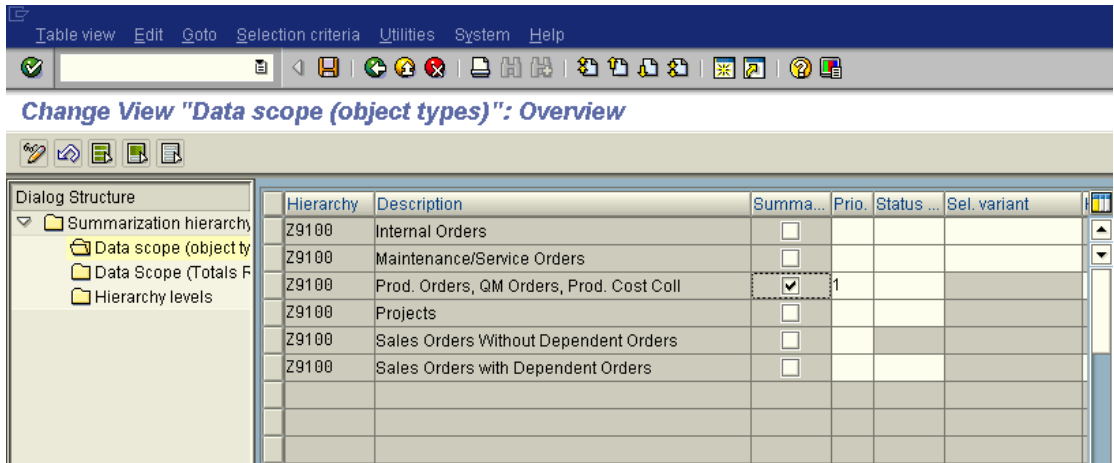 Table view Edit Goto Selection criteria Utilities System Help
Change View "Data scope (object types)": Overview
Dialog Structure
Summarization hierarchy
Data scope (object ty
Data Scope (Totals R
Hierarchy levels
Hierarchy Description Summa... Prio. Status ... Sel. variant
Z9100 Internal Orders
Z9100 Maintenance/Service Orders
Z9100 Prod. Orders, QM Orders, Prod. Cost Coll 1
Z9100 Projects
Z9100 Sales Orders Without Dependent Orders
Z9100 Sales Orders with Dependent Orders